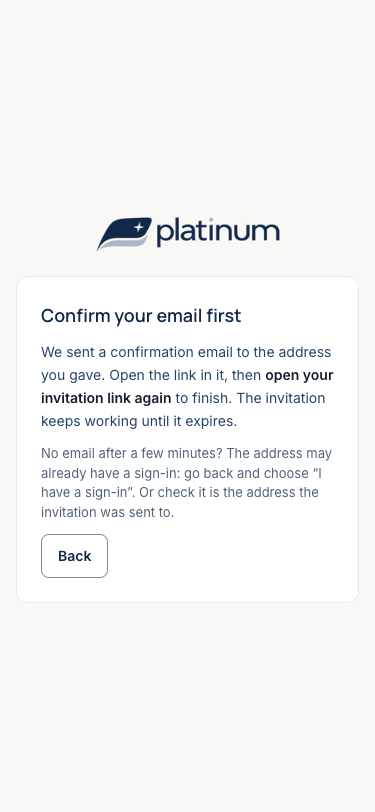 platinum
Confirm your email first
We sent a confirmation email to the address
you gave. Open the link in it, then open your
invitation link again to finish. The invitation
keeps working until it expires.
No email after a few minutes? The address may
already have a sign-in: go back and choose “I
have a sign-in”. Or check it is the address the
invitation was sent to.
Back